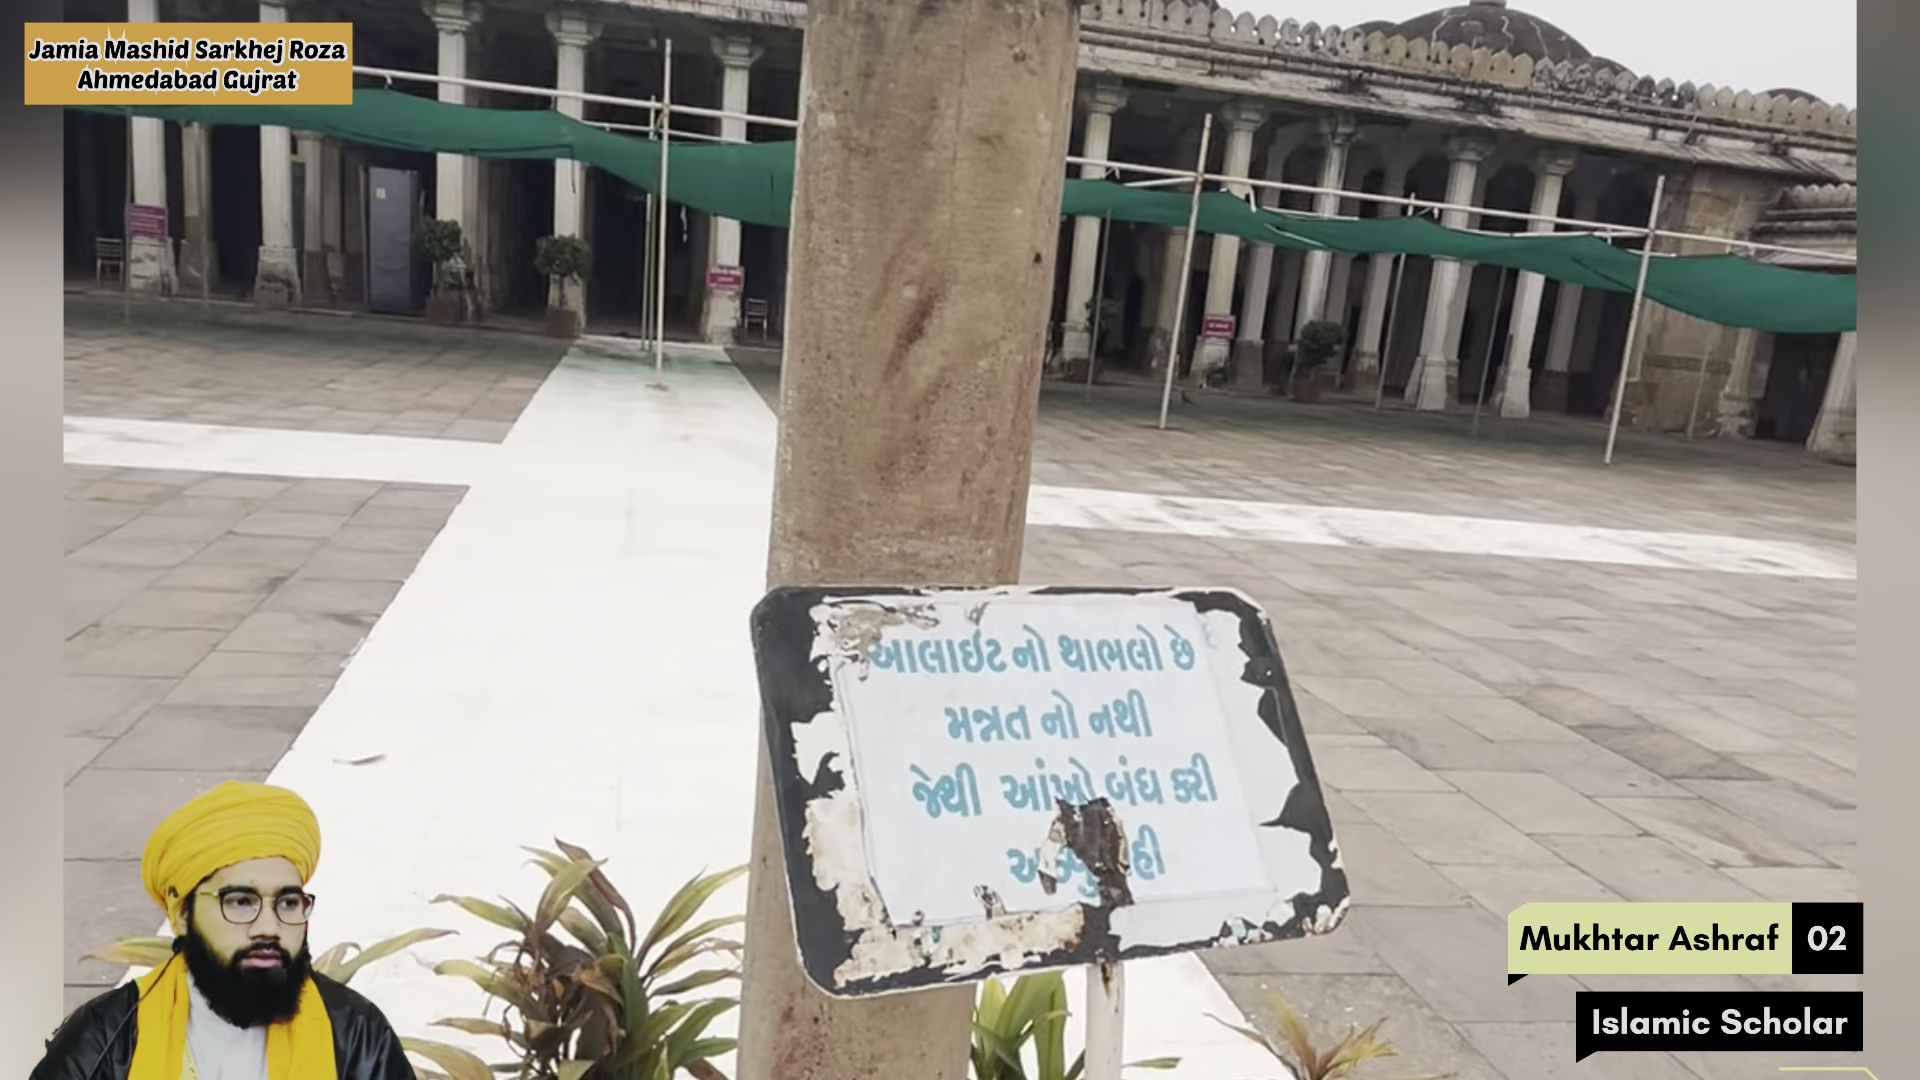 Jamia Mashid Sarkhej Roza
Ahmedabad Gujrat
આલાઈટ નો થાભલો છે
મન્નત નો નથી
જેથી આંખો બંધ કરી
Mukhtar Ashraf 02
Islamic Scholar